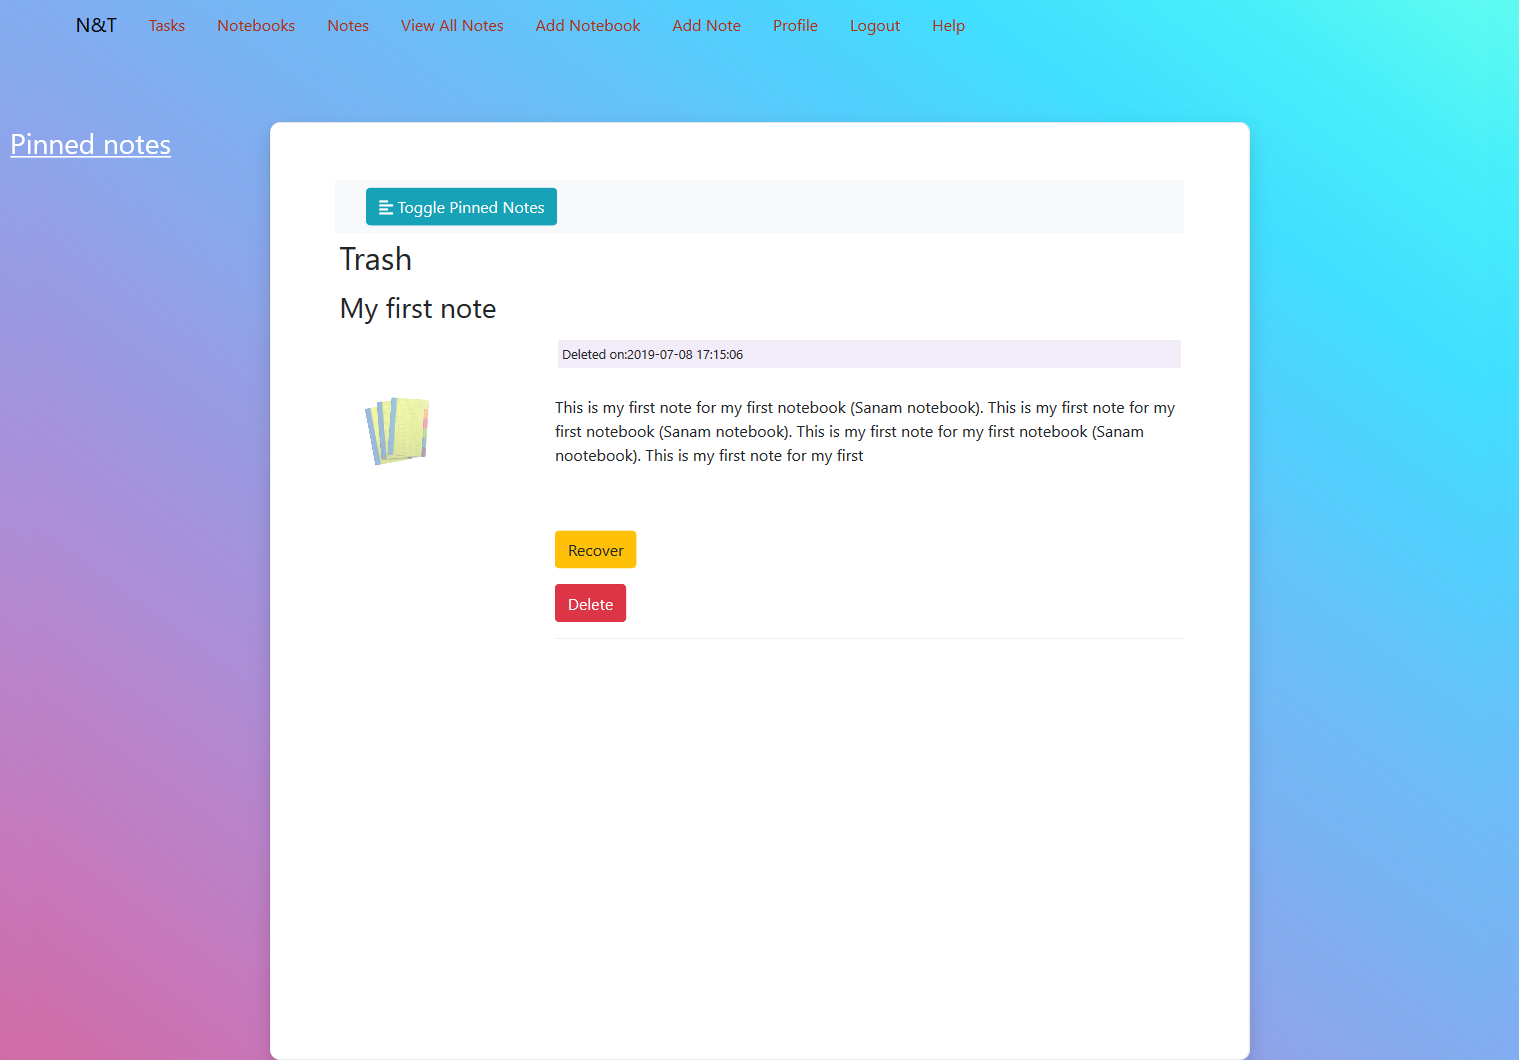 N&T Tasks Notebooks Notes View All Notes Add Notebook Add Note Profile Logout Help
Pinned notes
Toggle Pinned Notes
Trash
My first note
Deleted on:2019-07-08 17:15:06
This is my first note for my first notebook (Sanam notebook). This is my first note for my
first notebook (Sanam notebook). This is my first note for my first notebook (Sanam
nootebook). This is my first note for my first
Recover
Delete